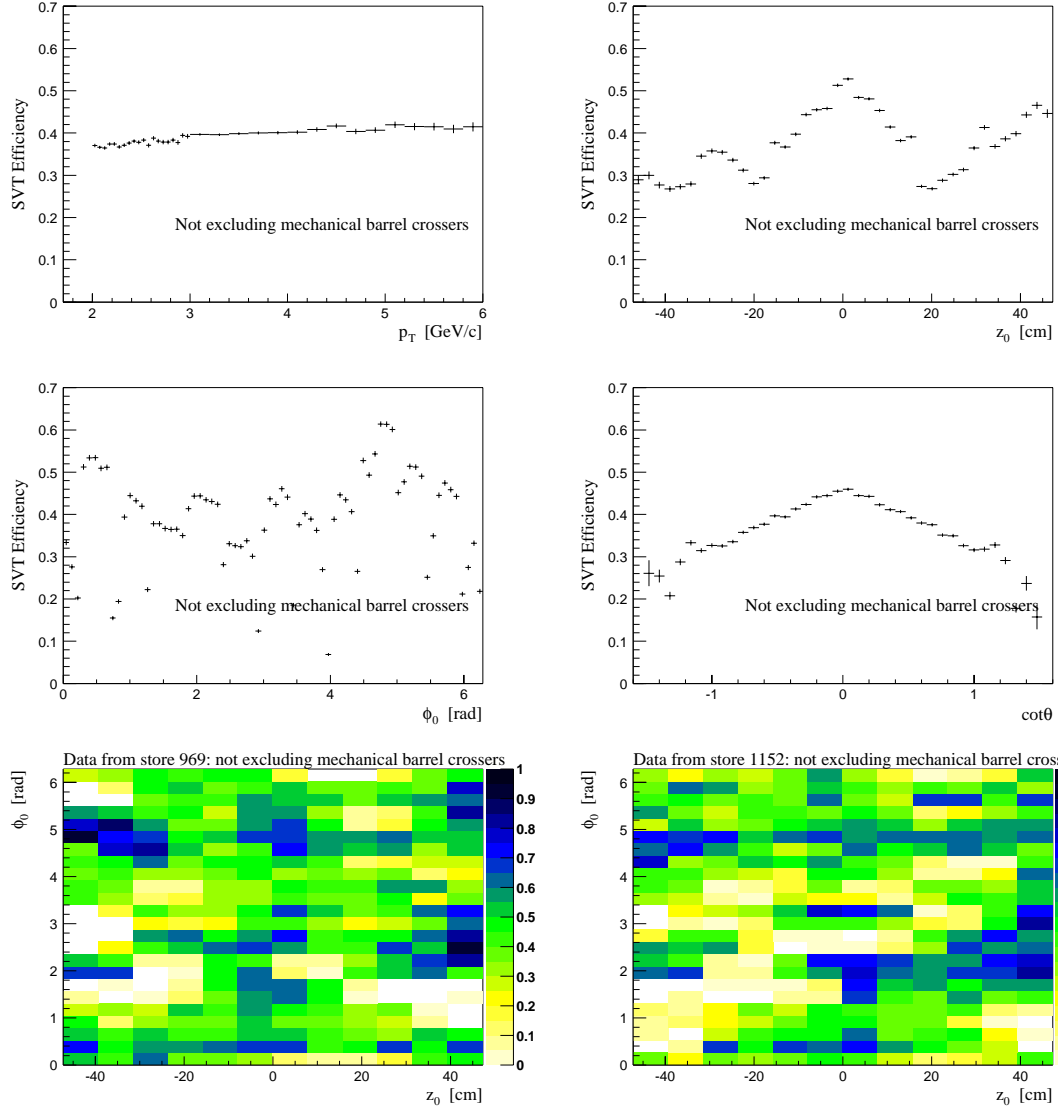 0.7
0.6
0.5
0.4
0.3
0.2
0.1
0
SVT Efficiency
Not excluding mechanical barrel crossers
2 3 4 5 6
p_T [GeV/c]
0.7
0.6
0.5
0.4
0.3
0.2
0.1
0
SVT Efficiency
Not excluding mechanical barrel crossers
-40 -20 0 20 40
z_0 [cm]
0.7
0.6
0.5
0.4
0.3
0.2
0.1
0
SVT Efficiency
Not excluding mechanical barrel crossers
0 2 4 6
ϕ_0 [rad]
0.7
0.6
0.5
0.4
0.3
0.2
0.1
0
SVT Efficiency
Not excluding mechanical barrel crossers
-1 0 1
cotθ
Data from store 969: not excluding mechanical barrel crossers
ϕ_0 [rad]
6
5
4
3
2
1
0
1
0.9
0.8
0.7
0.6
0.5
0.4
0.3
0.2
0.1
0
-40 -20 0 20 40
z_0 [cm]
Data from store 1152: not excluding mechanical barrel cross
ϕ_0 [rad]
6
5
4
3
2
1
0
-40 -20 0 20 40
z_0 [cm]